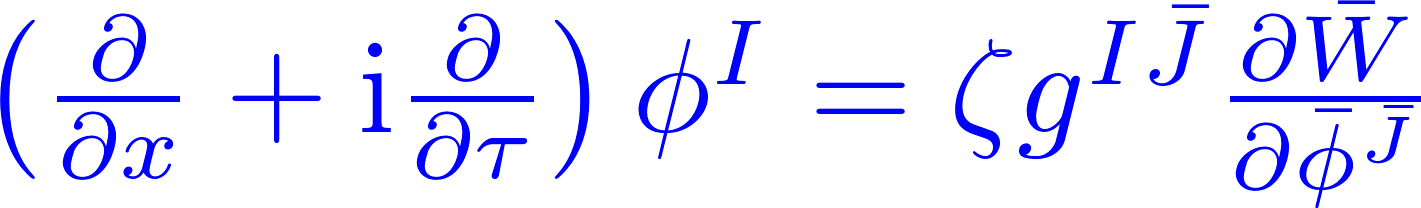 $\left( \frac{\partial}{\partial x} + \mathrm{i} \frac{\partial}{\partial \tau} \right) \phi^I = \zeta g^{I\bar{J}} \frac{\partial \bar{W}}{\partial \bar{\phi}^{\bar{J}}}$